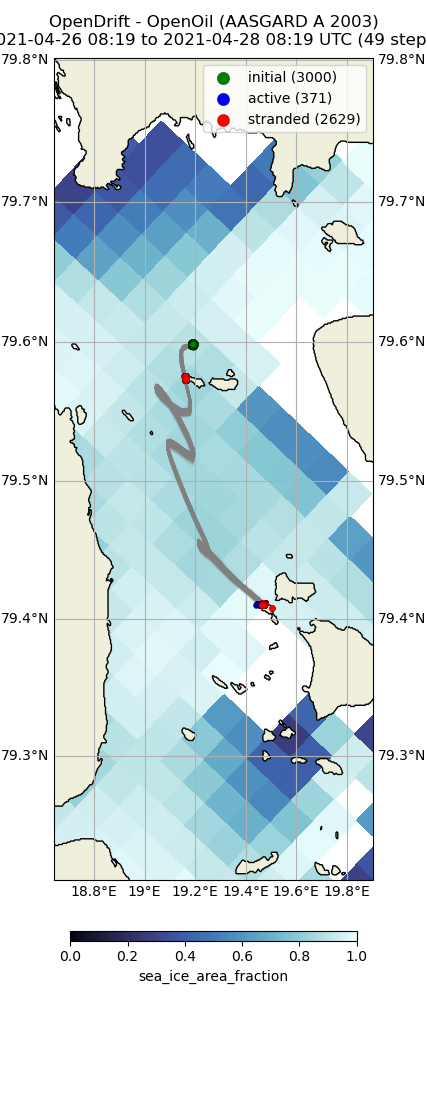 OpenDrift - OpenOil (AASGARD A 2003)
021-04-26 08:19 to 2021-04-28 08:19 UTC (49 step
79.8°N 79.8°N
initial (3000)
active (371)
stranded (2629)
79.7°N 79.7°N
79.6°N 79.6°N
79.5°N 79.5°N
79.4°N 79.4°N
79.3°N 79.3°N
18.8°E 19°E 19.2°E 19.4°E 19.6°E 19.8°E
0.0 0.2 0.4 0.6 0.8 1.0
sea_ice_area_fraction